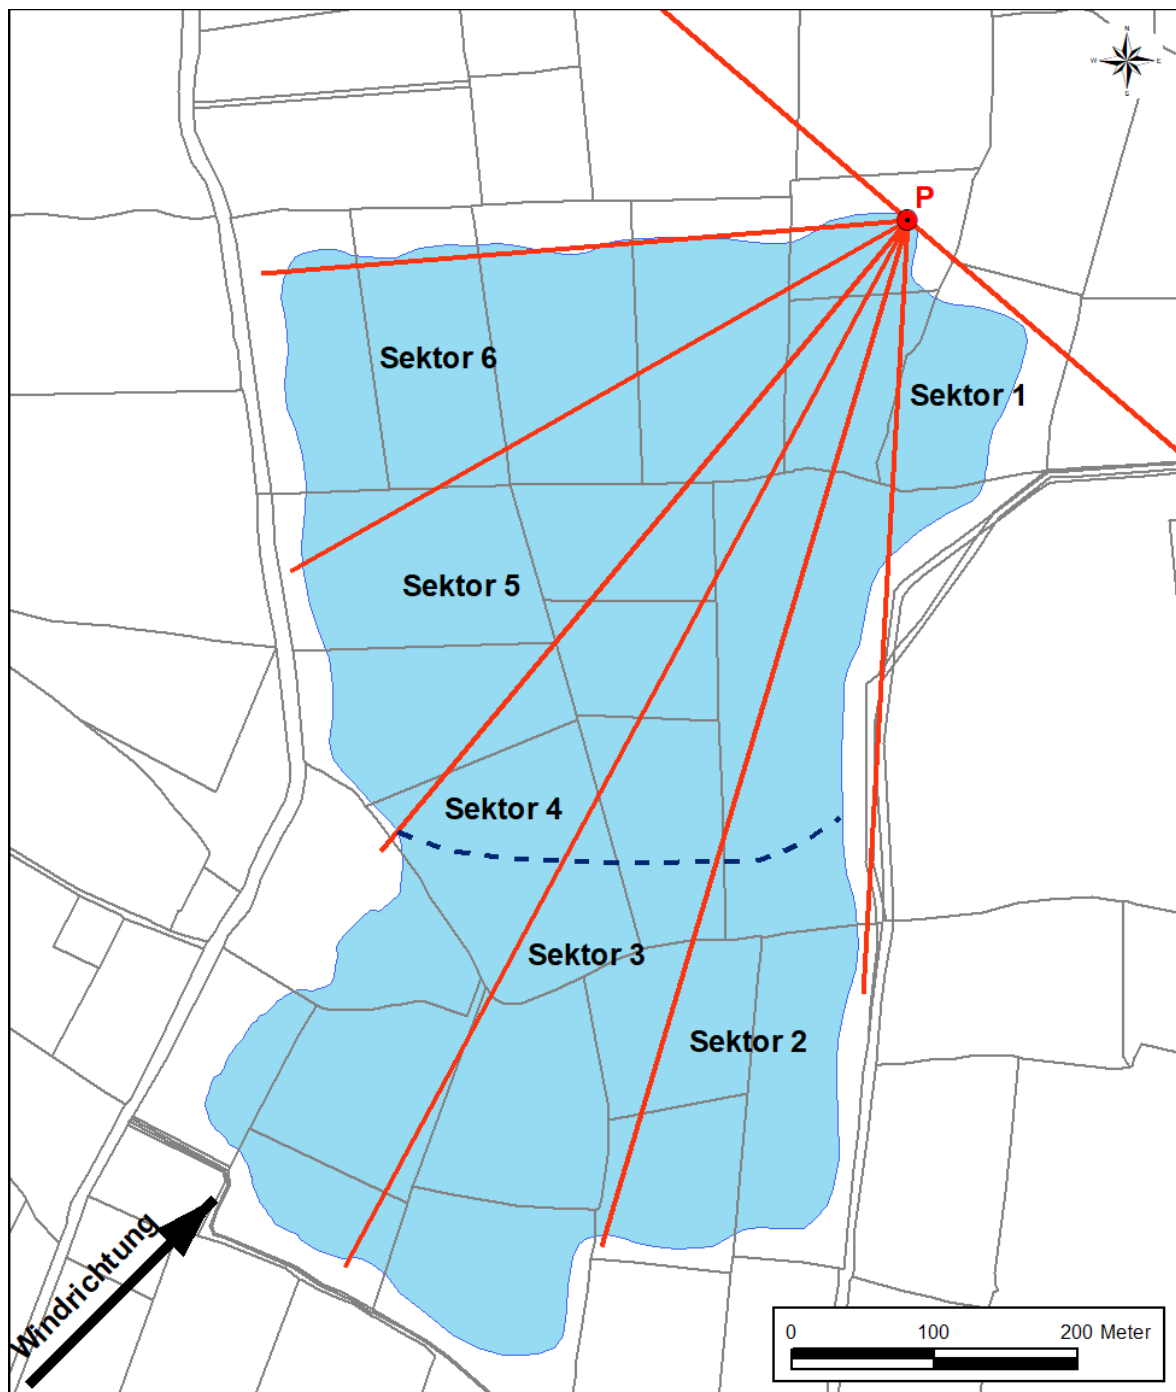 N
W E
S
P
Sektor 6
Sektor 1
Sektor 5
Sektor 4
Sektor 3
Sektor 2
Windrichtung
0 100 200 Meter